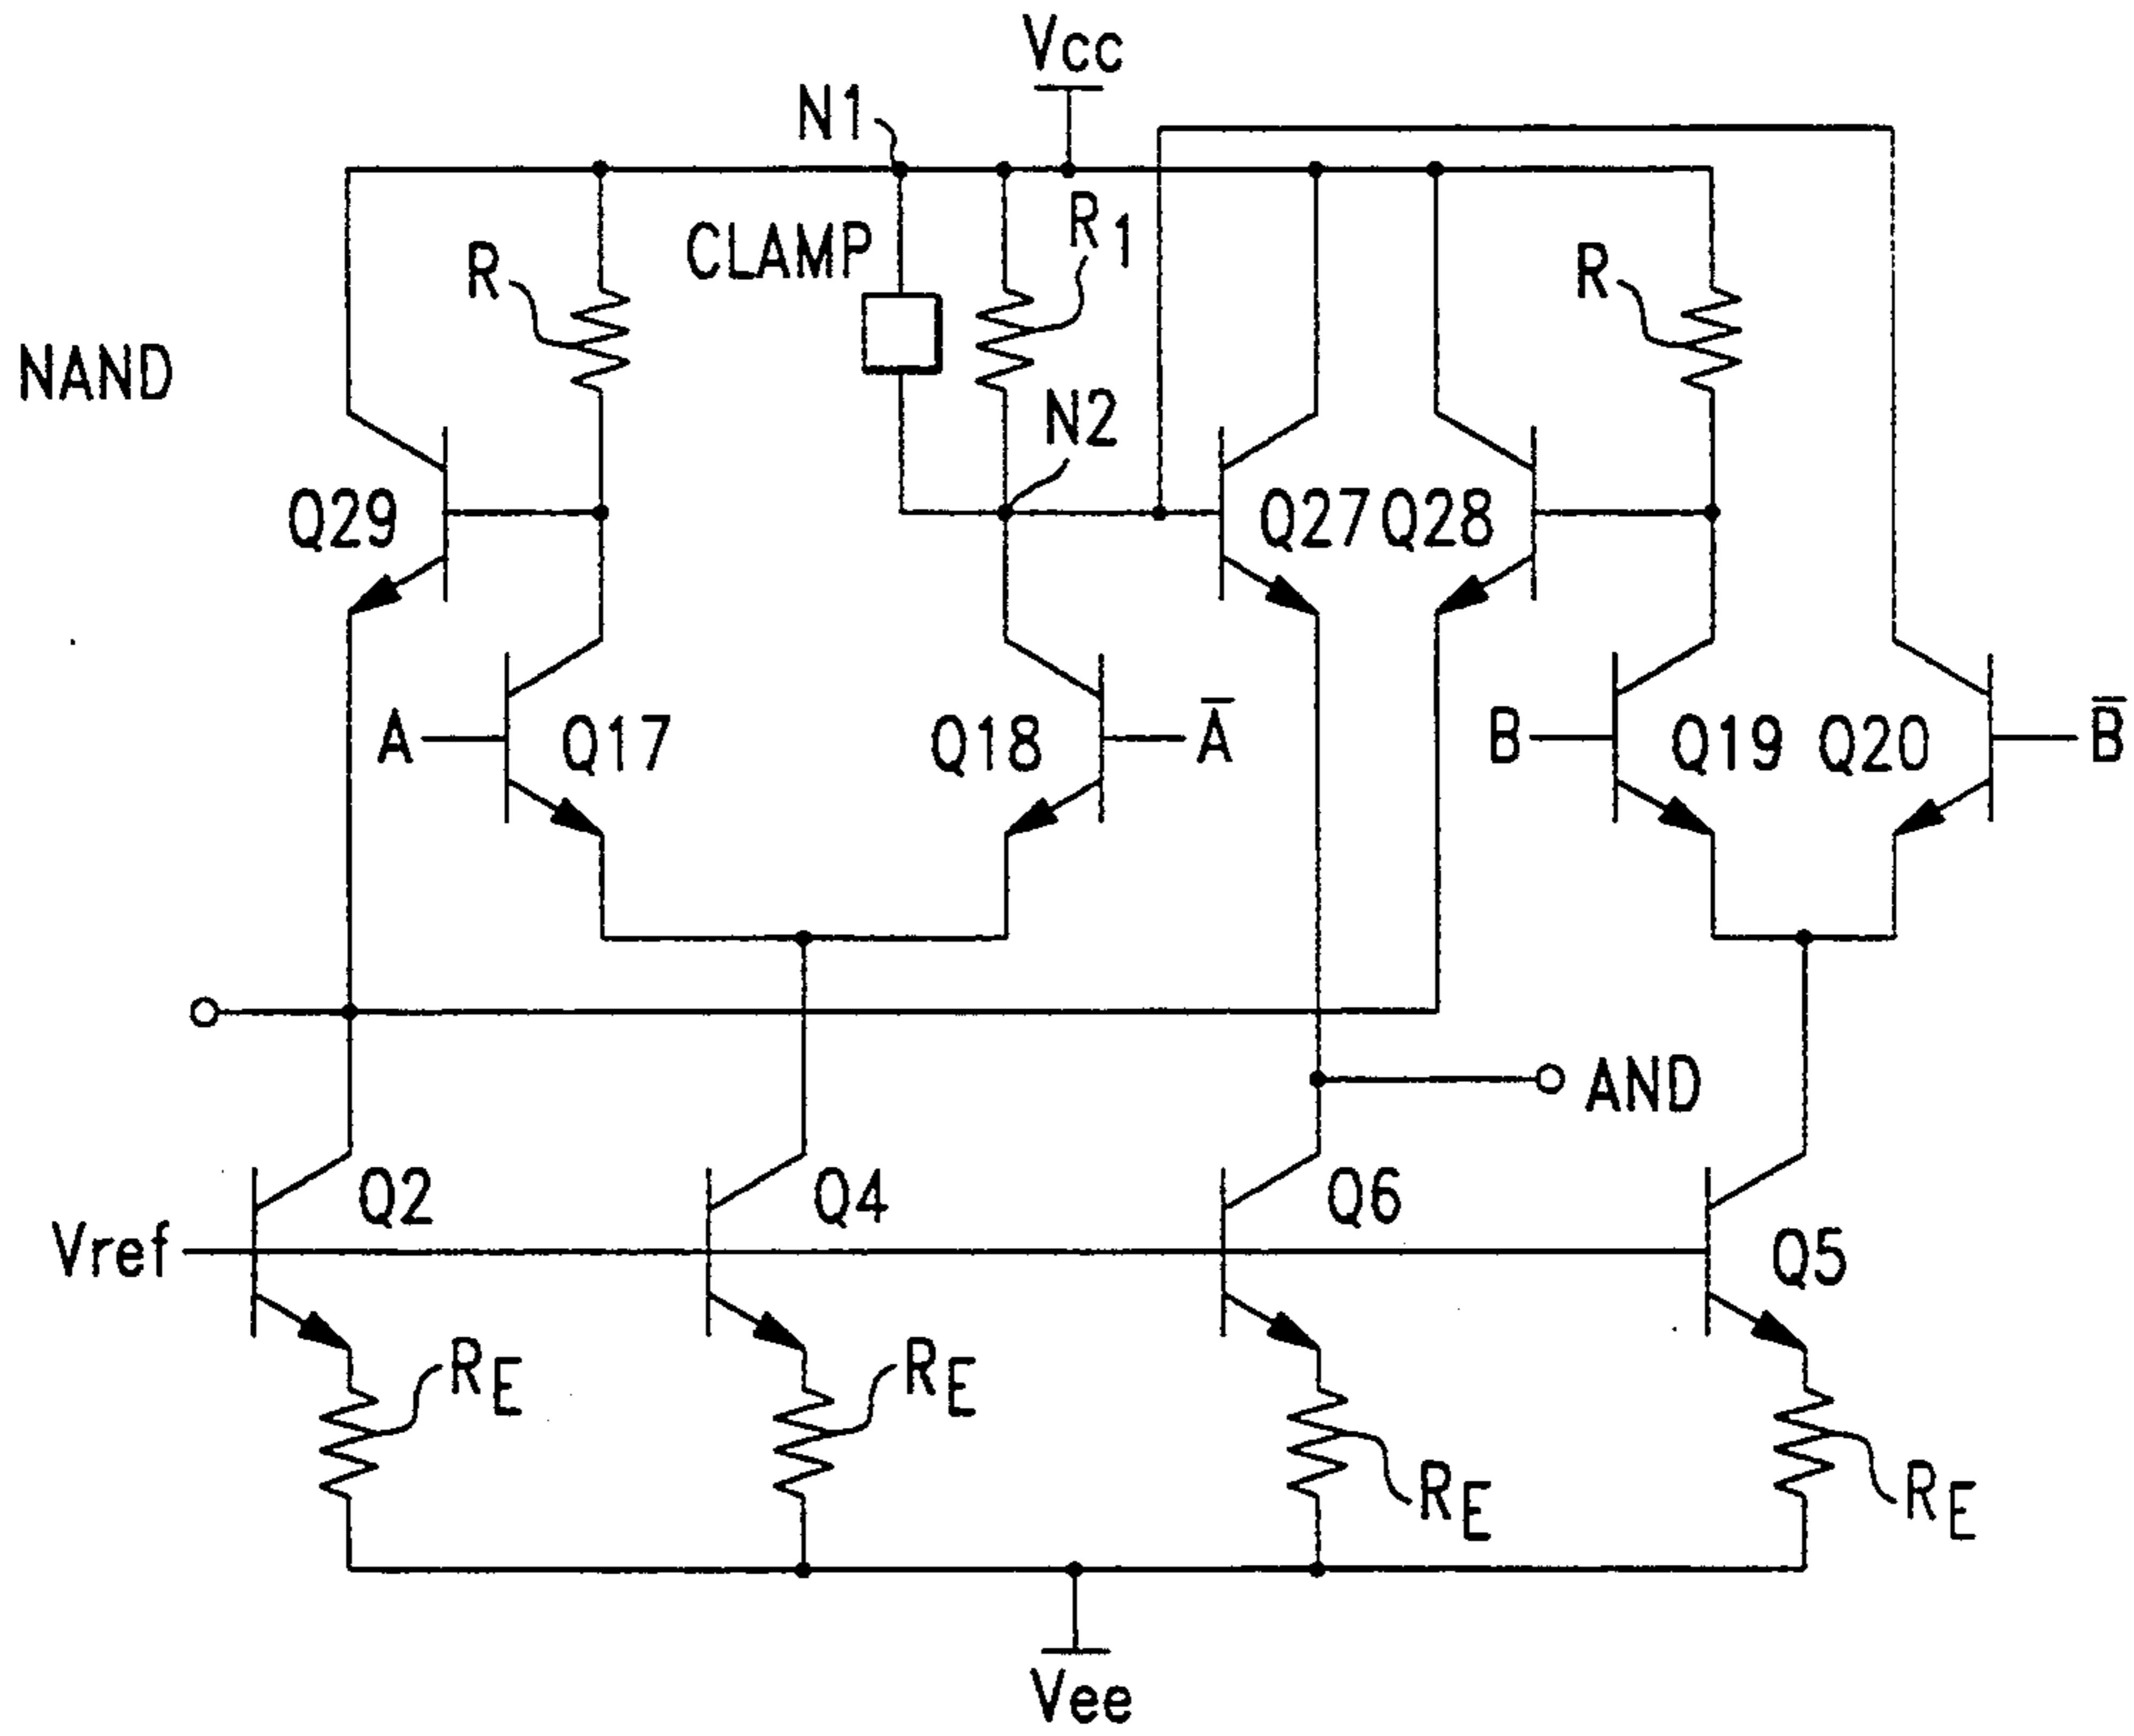 Vcc
N1
R1
CLAMP
R
R
NAND
N2
Q29
Q27
Q28
A
Q17
Q18
A̅
B
Q19
Q20
B̅
AND
Q2
Q4
Q6
Vref
Q5
RE
RE
RE
RE
Vee